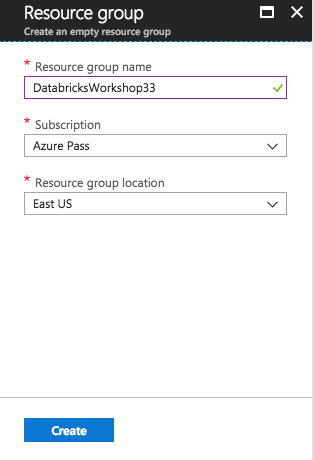 Resource group
Create an empty resource group
* Resource group name
DatabricksWorkshop33
* Subscription
Azure Pass
* Resource group location
East US
Create